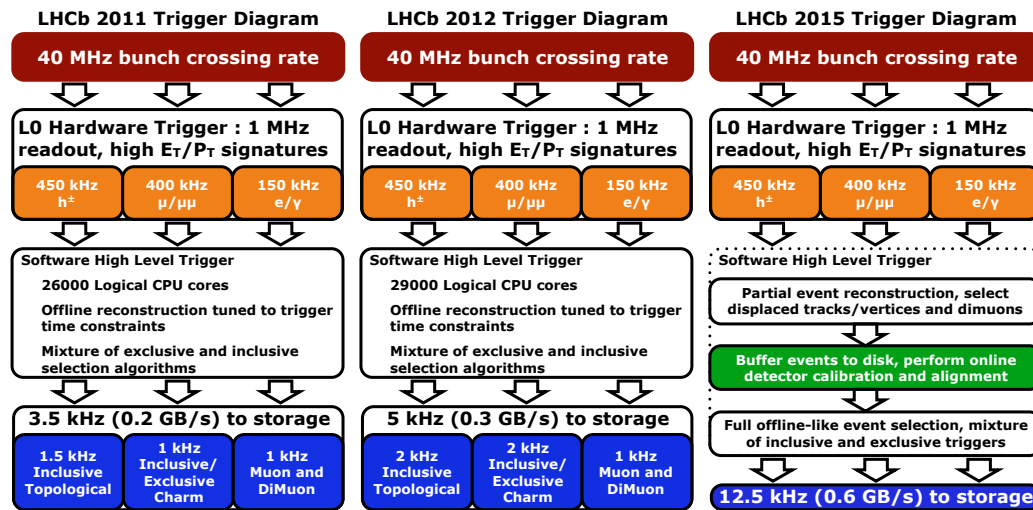 LHCb 2011 Trigger Diagram
40 MHz bunch crossing rate
L0 Hardware Trigger : 1 MHz
readout, high ET/PT signatures
450 kHz
h±
400 kHz
µ/µµ
150 kHz
e/γ
Software High Level Trigger
26000 Logical CPU cores
Offline reconstruction tuned to trigger
time constraints
Mixture of exclusive and inclusive
selection algorithms
3.5 kHz (0.2 GB/s) to storage
1.5 kHz
Inclusive
Topological
1 kHz
Inclusive/
Exclusive
Charm
1 kHz
Muon and
DiMuon
LHCb 2012 Trigger Diagram
40 MHz bunch crossing rate
L0 Hardware Trigger : 1 MHz
readout, high ET/PT signatures
450 kHz
h±
400 kHz
µ/µµ
150 kHz
e/γ
Software High Level Trigger
29000 Logical CPU cores
Offline reconstruction tuned to trigger
time constraints
Mixture of exclusive and inclusive
selection algorithms
5 kHz (0.3 GB/s) to storage
2 kHz
Inclusive
Topological
2 kHz
Inclusive/
Exclusive
Charm
1 kHz
Muon and
DiMuon
LHCb 2015 Trigger Diagram
40 MHz bunch crossing rate
L0 Hardware Trigger : 1 MHz
readout, high ET/PT signatures
450 kHz
h±
400 kHz
µ/µµ
150 kHz
e/γ
Software High Level Trigger
Partial event reconstruction, select
displaced tracks/vertices and dimuons
Buffer events to disk, perform online
detector calibration and alignment
Full offline-like event selection, mixture
of inclusive and exclusive triggers
12.5 kHz (0.6 GB/s) to storage